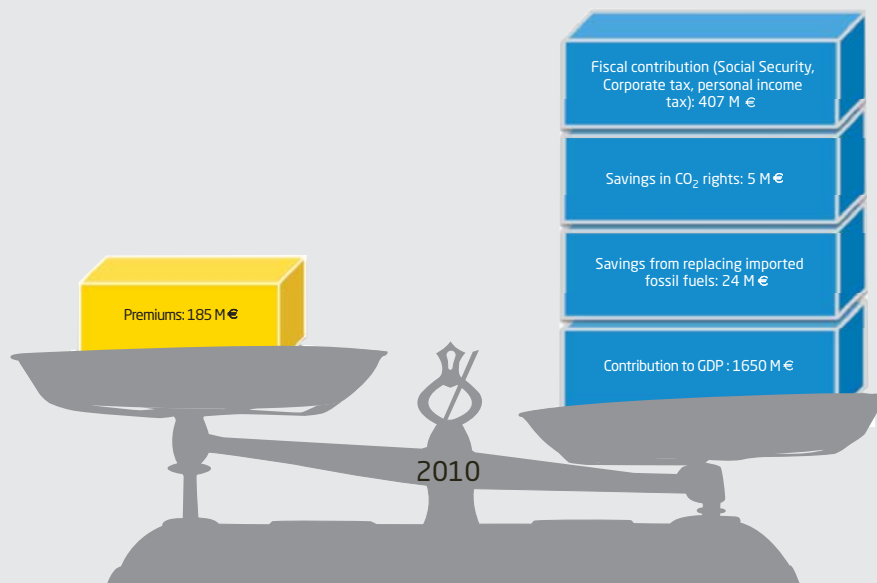 Fiscal contribution (Social Security,
Corporate tax, personal income
tax): 407 M €
Savings in CO₂ rights: 5 M €
Savings from replacing imported
fossil fuels: 24 M €
Premiums: 185 M €
Contribution to GDP : 1650 M €
2010